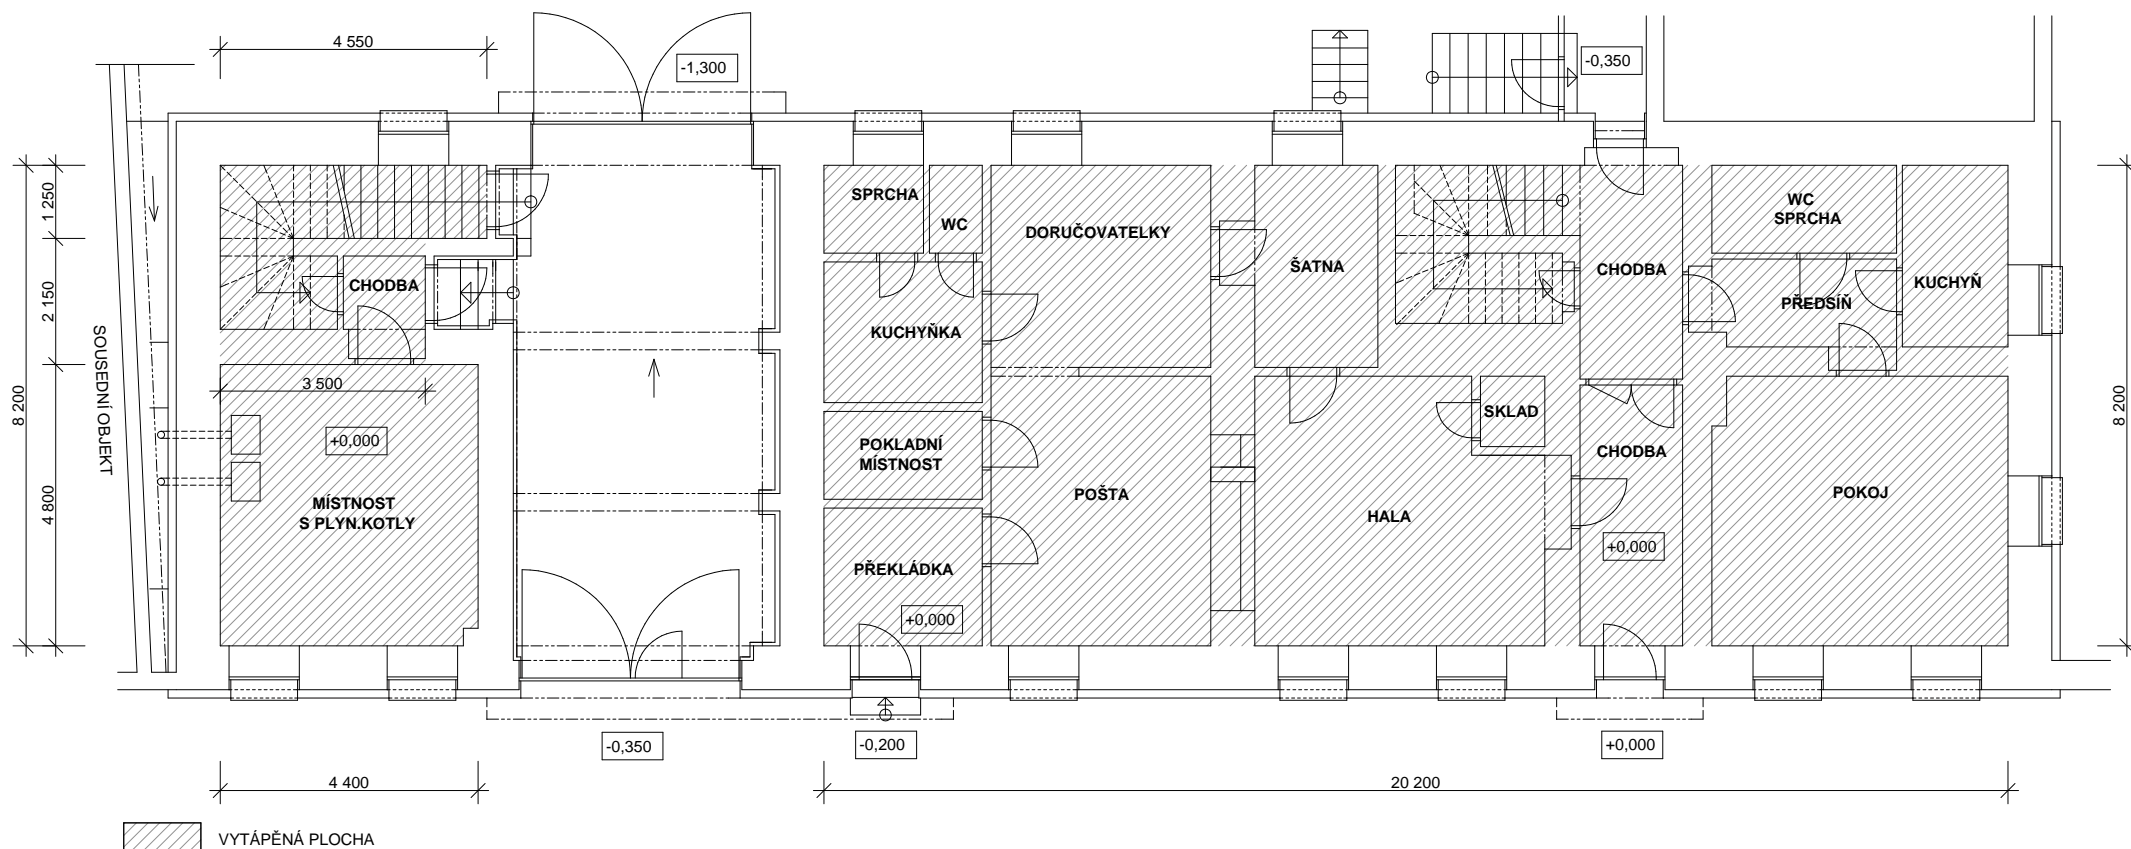 4 550
-1,300
-0,350
8 200
1 250
2 150
4 800
SOUSEDNÍ OBJEKT
CHODBA
3 500
+0,000
MÍSTNOST
S PLYN.KOTLY
SPRCHA
WC
KUCHYŇKA
POKLADNÍ
MÍSTNOST
PŘEKLÁDKA
+0,000
DORUČOVATELKY
POŠTA
ŠATNA
HALA
SKLAD
CHODBA
CHODBA
+0,000
WC
SPRCHA
PŘEDSÍŇ
KUCHYŇ
POKOJ
8 200
-0,350
-0,200
+0,000
4 400
20 200
VYTÁPĚNÁ PLOCHA